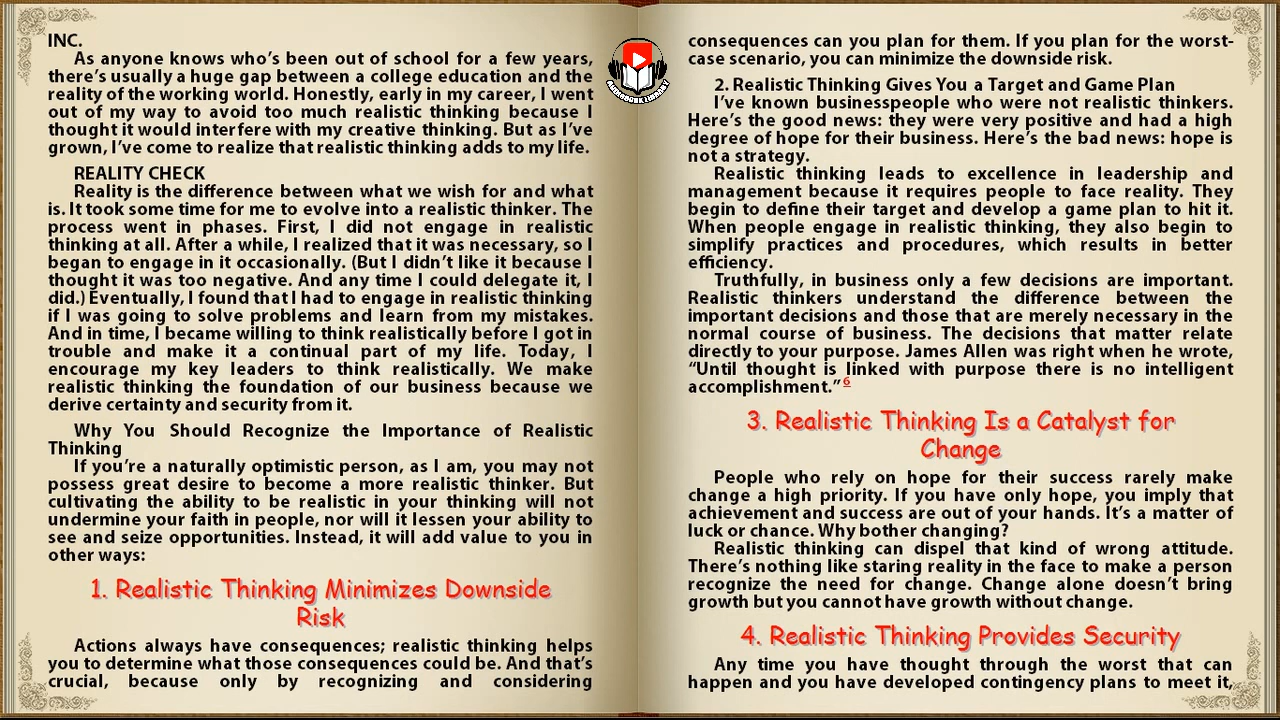 INC.
As anyone knows who's been out of school for a few years,
there's usually a huge gap between a college education and the
reality of the working world. Honestly, early in my career, I went
out of my way to avoid too much realistic thinking because I
thought it would interfere with my creative thinking. But as I've
grown, I've come to realize that realistic thinking adds to my life.
REALITY CHECK
Reality is the difference between what we wish for and what
is. It took some time for me to evolve into a realistic thinker. The
process went in phases. First, I did not engage in realistic
thinking at all. After a while, I realized that it was necessary, so I
began to engage in it occasionally. (But I didn't like it because I
thought it was too negative. And any time I could delegate it, I
did.) Eventually, I found that I had to engage in realistic thinking
if I was going to solve problems and learn from my mistakes.
And in time, I became willing to think realistically before I got in
trouble and make it a continual part of my life. Today, I
encourage my key leaders to think realistically. We make
realistic thinking the foundation of our business because we
derive certainty and security from it.
Why You Should Recognize the Importance of Realistic
Thinking
If you're a naturally optimistic person, as I am, you may not
possess great desire to become a more realistic thinker. But
cultivating the ability to be realistic in your thinking will not
undermine your faith in people, nor will it lessen your ability to
see and seize opportunities. Instead, it will add value to you in
other ways:
1. Realistic Thinking Minimizes Downside
Risk
Actions always have consequences; realistic thinking helps
you to determine what those consequences could be. And that's
crucial, because only by recognizing and considering
AUDIOBOOK LIBRARY
consequences can you plan for them. If you plan for the worst-
case scenario, you can minimize the downside risk.
2. Realistic Thinking Gives You a Target and Game Plan
I've known businesspeople who were not realistic thinkers.
Here's the good news: they were very positive and had a high
degree of hope for their business. Here's the bad news: hope is
not a strategy.
Realistic thinking leads to excellence in leadership and
management because it requires people to face reality. They
begin to define their target and develop a game plan to hit it.
When people engage in realistic thinking, they also begin to
simplify practices and procedures, which results in better
efficiency.
Truthfully, in business only a few decisions are important.
Realistic thinkers understand the difference between the
important decisions and those that are merely necessary in the
normal course of business. The decisions that matter relate
directly to your purpose. James Allen was right when he wrote,
“Until thought is linked with purpose there is no intelligent
accomplishment.”6
3. Realistic Thinking Is a Catalyst for
Change
People who rely on hope for their success rarely make
change a high priority. If you have only hope, you imply that
achievement and success are out of your hands. It's a matter of
luck or chance. Why bother changing?
Realistic thinking can dispel that kind of wrong attitude.
There's nothing like staring reality in the face to make a person
recognize the need for change. Change alone doesn't bring
growth but you cannot have growth without change.
4. Realistic Thinking Provides Security
Any time you have thought through the worst that can
happen and you have developed contingency plans to meet it,